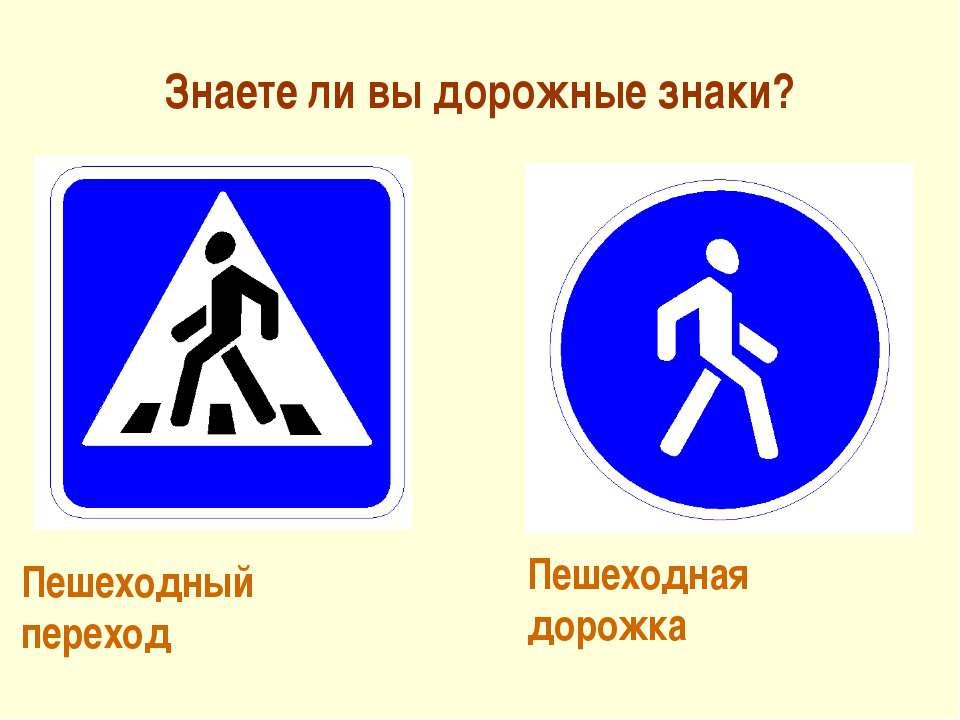 Знаете ли вы дорожные знаки?
Пешеходный
переход
Пешеходная
дорожка